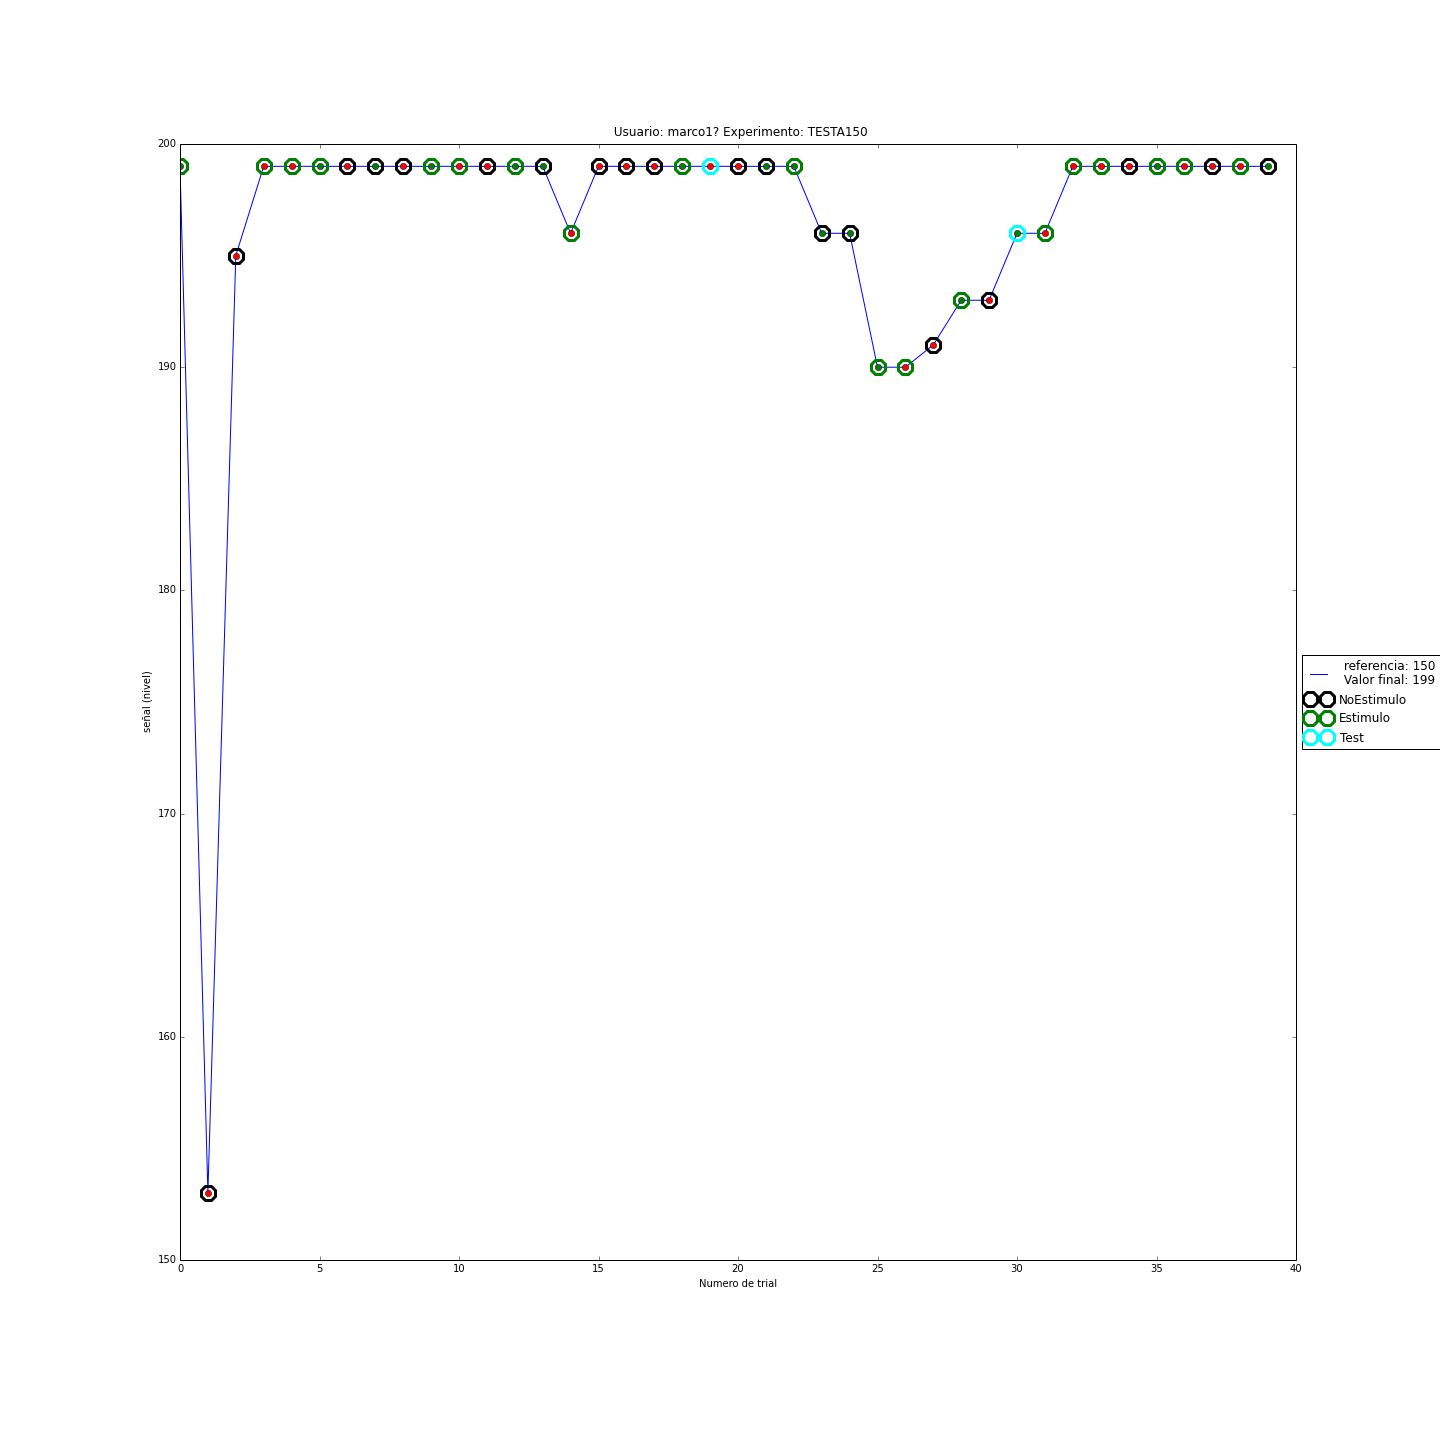 Usuario: marco1? Experimento: TESTA150
200
190
180
170
160
150
señal (nivel)
0 5 10 15 20 25 30 35 40
Numero de trial
referencia: 150
Valor final: 199
NoEstimulo
Estimulo
Test